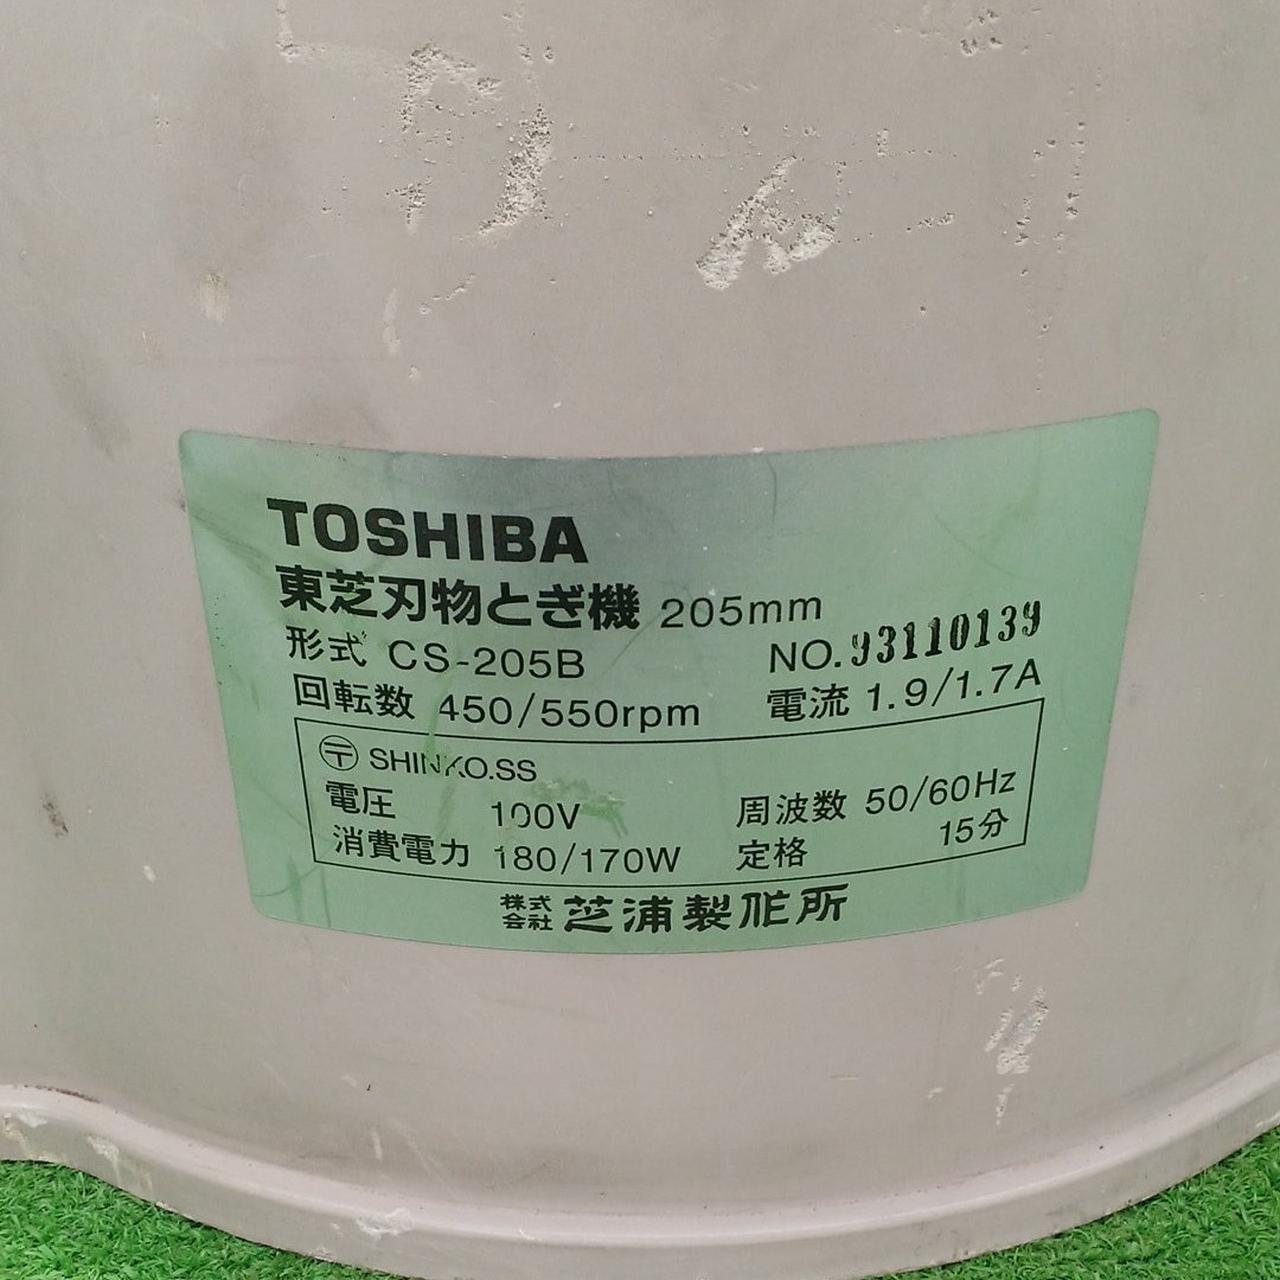 TOSHIBA
東芝刃物とぎ機 205mm
形式 CS-205B NO.93110139
回転数 450/550rpm 電流 1.9/1.7A
〶 SHINKO.SS
電圧 100V 周波数 50/60Hz
消費電力 180/170W 定格 15分
株式会社 芝浦製作所